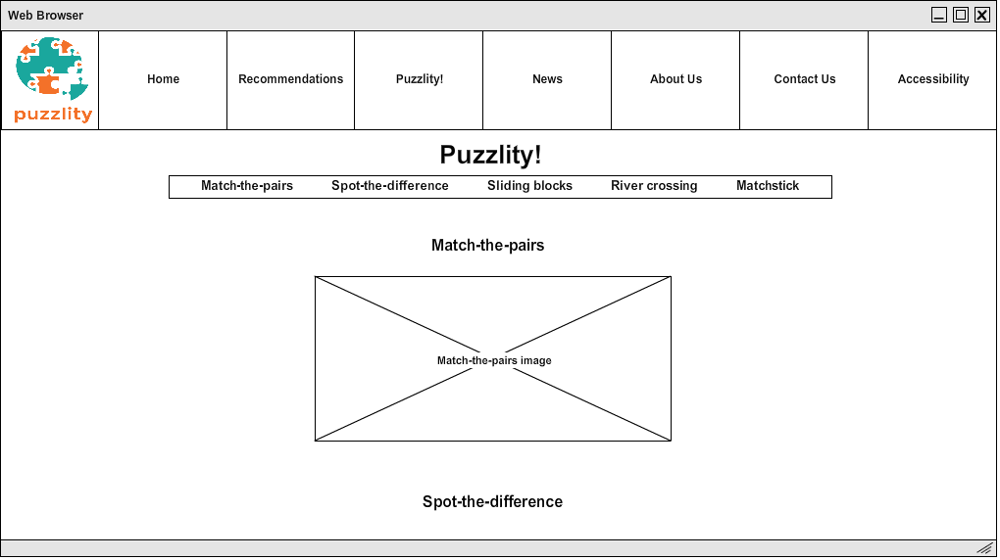 Web Browser
puzzlity
Home
Recommendations
Puzzlity!
News
About Us
Contact Us
Accessibility
Puzzlity!
Match-the-pairs
Spot-the-difference
Sliding blocks
River crossing
Matchstick
Match-the-pairs
Match-the-pairs image
Spot-the-difference